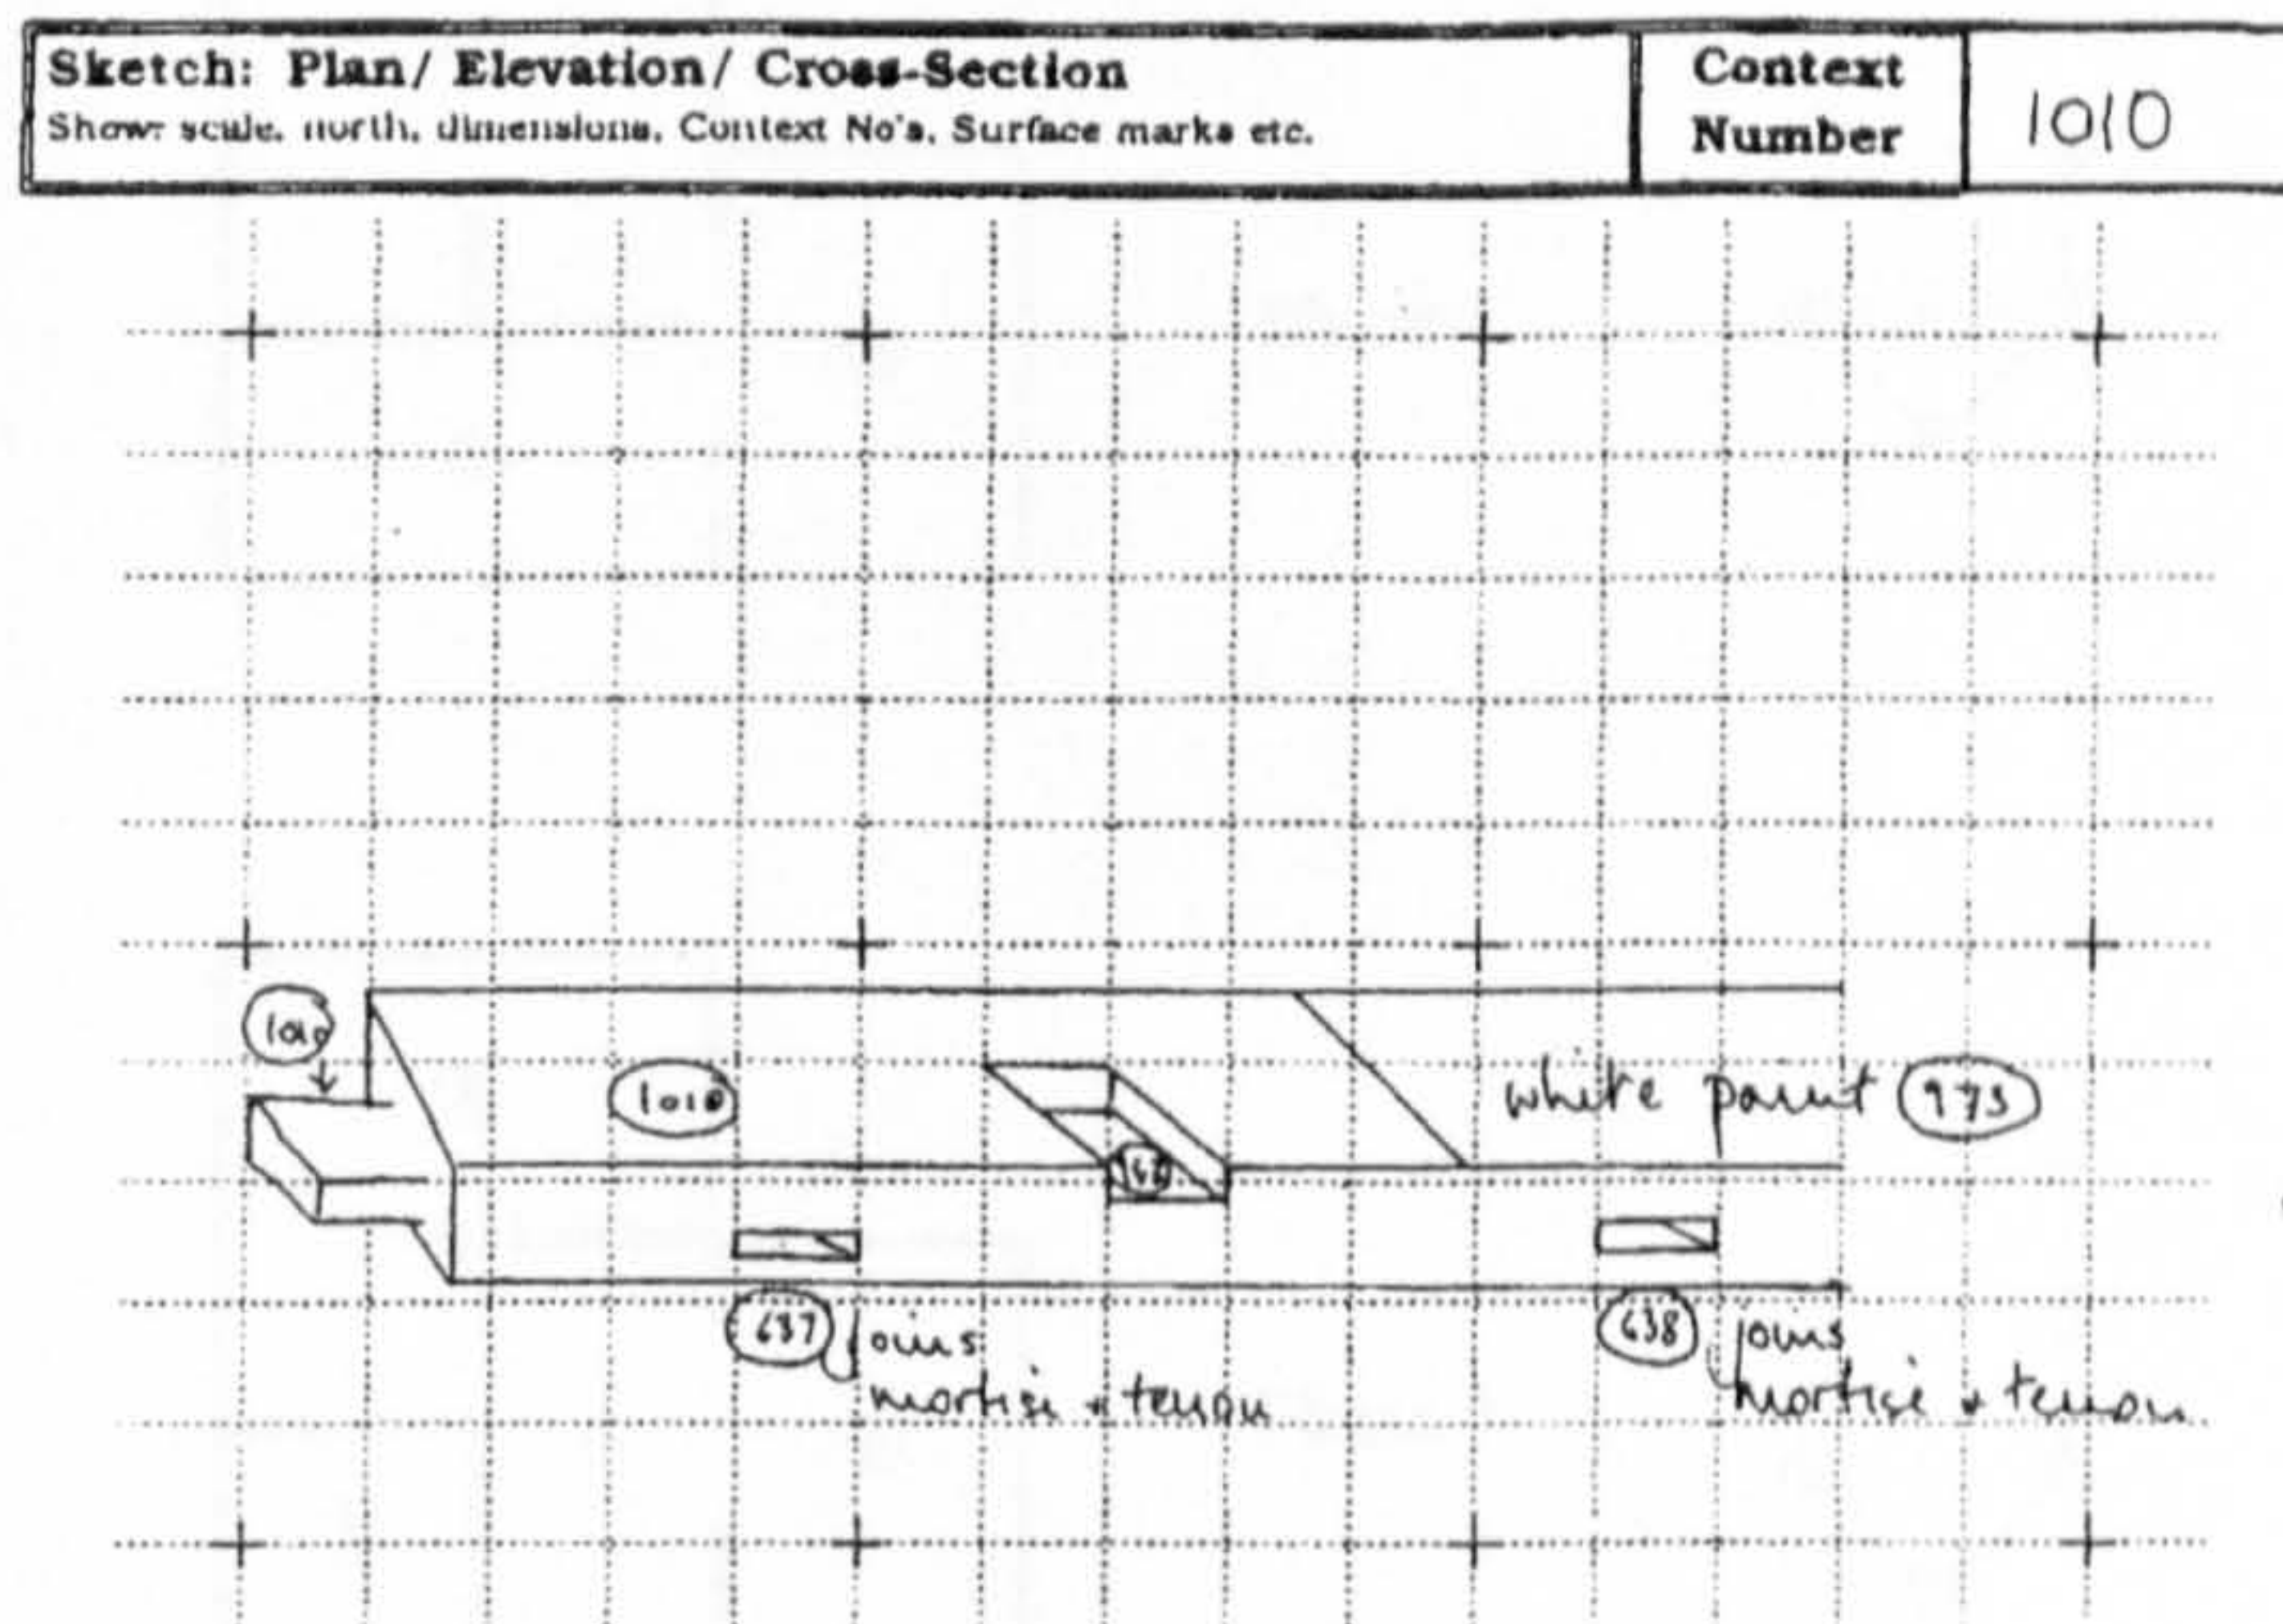 Sketch: Plan/ Elevation/ Cross-Section
Show: scale, north, dimensions, Context No's, Surface marks etc.
Context
Number
1010
1010
1010
white paint 973
637 joins
mortise + tenon
638 joins
mortise + tenon